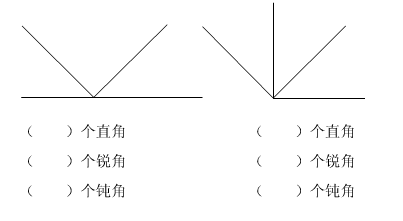 （　　）个直角　　（　　）个直角
（　　）个锐角　　（　　）个锐角
（　　）个钝角　　（　　）个钝角